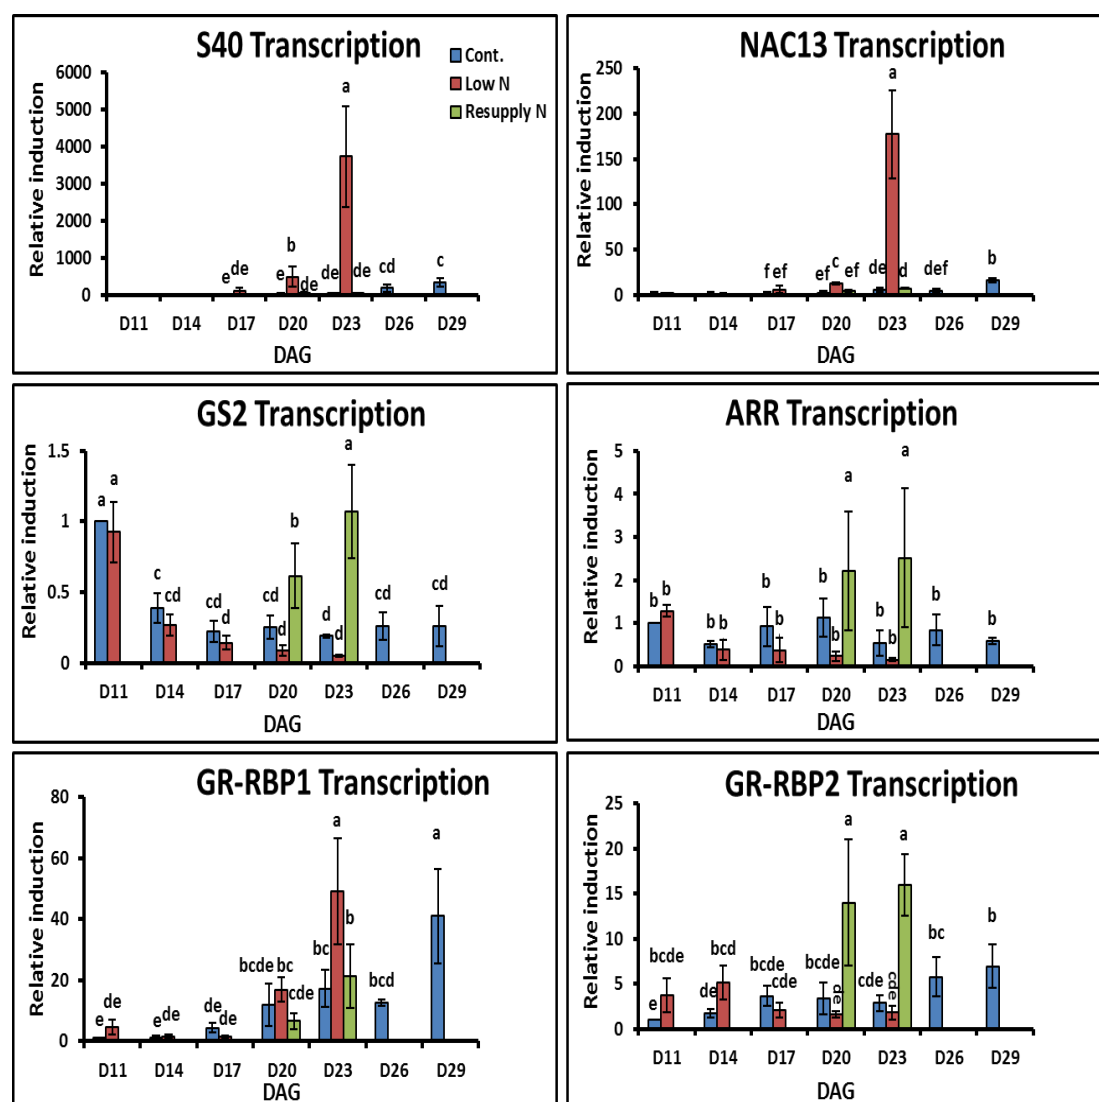 S40 Transcription
Cont.
Low N
Resupply N
Relative induction
6000
5000
4000
3000
2000
1000
0
e de e b de de a de cd c
D11 D14 D17 D20 D23 D26 D29
DAG
NAC13 Transcription
Relative induction
250
200
150
100
50
0
f ef ef c ef de a d def b
D11 D14 D17 D20 D23 D26 D29
DAG
GS2 Transcription
Relative induction
1.5
1
0.5
0
a a c cd cd d cd d b d d a cd cd
D11 D14 D17 D20 D23 D26 D29
DAG
ARR Transcription
Relative induction
5
4
3
2
1
0
b b b b b b b b a b b a b b
D11 D14 D17 D20 D23 D26 D29
DAG
GR-RBP1 Transcription
Relative induction
80
60
40
20
0
e de e de de de bcde bc cde bc a b bcd a
D11 D14 D17 D20 D23 D26 D29
DAG
GR-RBP2 Transcription
Relative induction
25
20
15
10
5
0
e bcde de bcd bcde cde bcde de a cde cde a bc b
D11 D14 D17 D20 D23 D26 D29
DAG